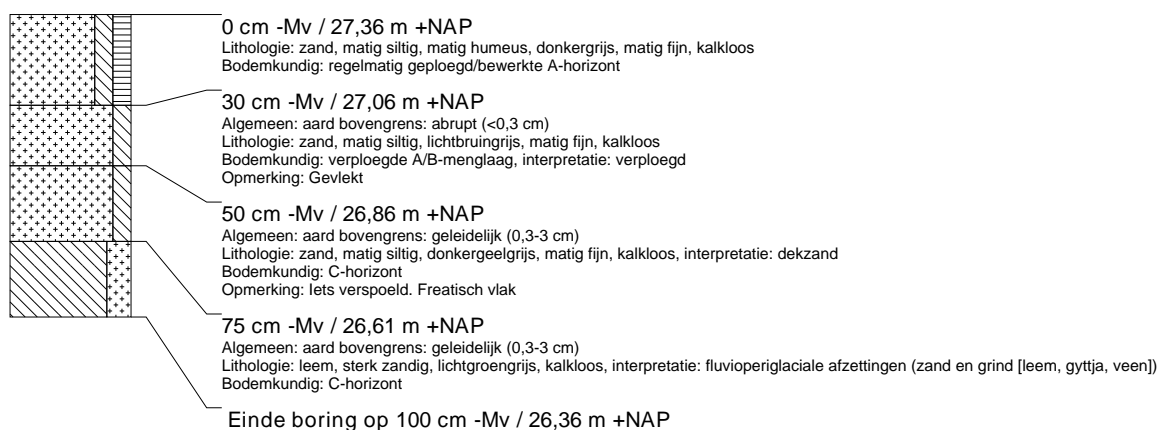 0 cm -Mv / 27,36 m +NAP
Lithologie: zand, matig siltig, matig humeus, donkergrijs, matig fijn, kalkloos
Bodemkundig: regelmatig geploegd/bewerkte A-horizont
30 cm -Mv / 27,06 m +NAP
Algemeen: aard bovengrens: abrupt (<0,3 cm)
Lithologie: zand, matig siltig, lichtbruingrijs, matig fijn, kalkloos
Bodemkundig: verploegde A/B-menglaag, interpretatie: verploegd
Opmerking: Gevlekt
50 cm -Mv / 26,86 m +NAP
Algemeen: aard bovengrens: geleidelijk (0,3-3 cm)
Lithologie: zand, matig siltig, donkergeelgrijs, matig fijn, kalkloos, interpretatie: dekzand
Bodemkundig: C-horizont
Opmerking: Iets verspoeld. Freatisch vlak
75 cm -Mv / 26,61 m +NAP
Algemeen: aard bovengrens: geleidelijk (0,3-3 cm)
Lithologie: leem, sterk zandig, lichtgroengrijs, kalkloos, interpretatie: fluvioperiglaciale afzettingen (zand en grind [leem, gyttja, veen])
Bodemkundig: C-horizont
Einde boring op 100 cm -Mv / 26,36 m +NAP